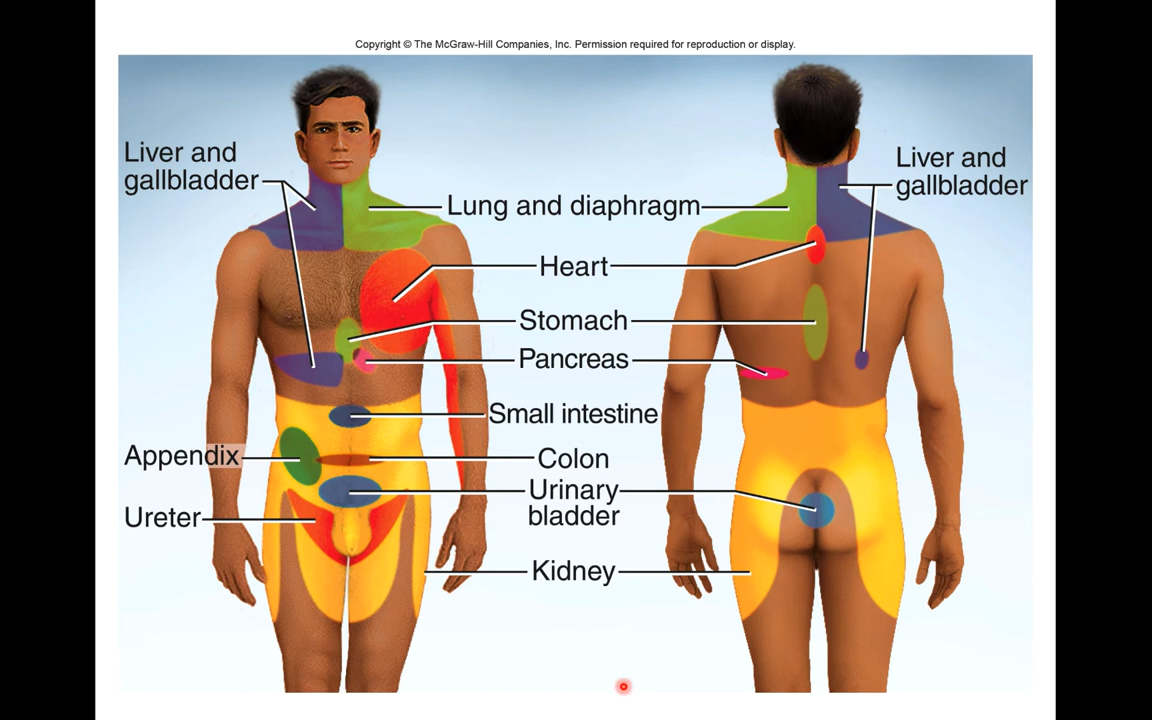 Copyright © The McGraw-Hill Companies, Inc. Permission required for reproduction or display.
Liver and
gallbladder
Liver and
gallbladder
Lung and diaphragm
Heart
Stomach
Pancreas
Small intestine
Appendix
Colon
Urinary
bladder
Ureter
Kidney